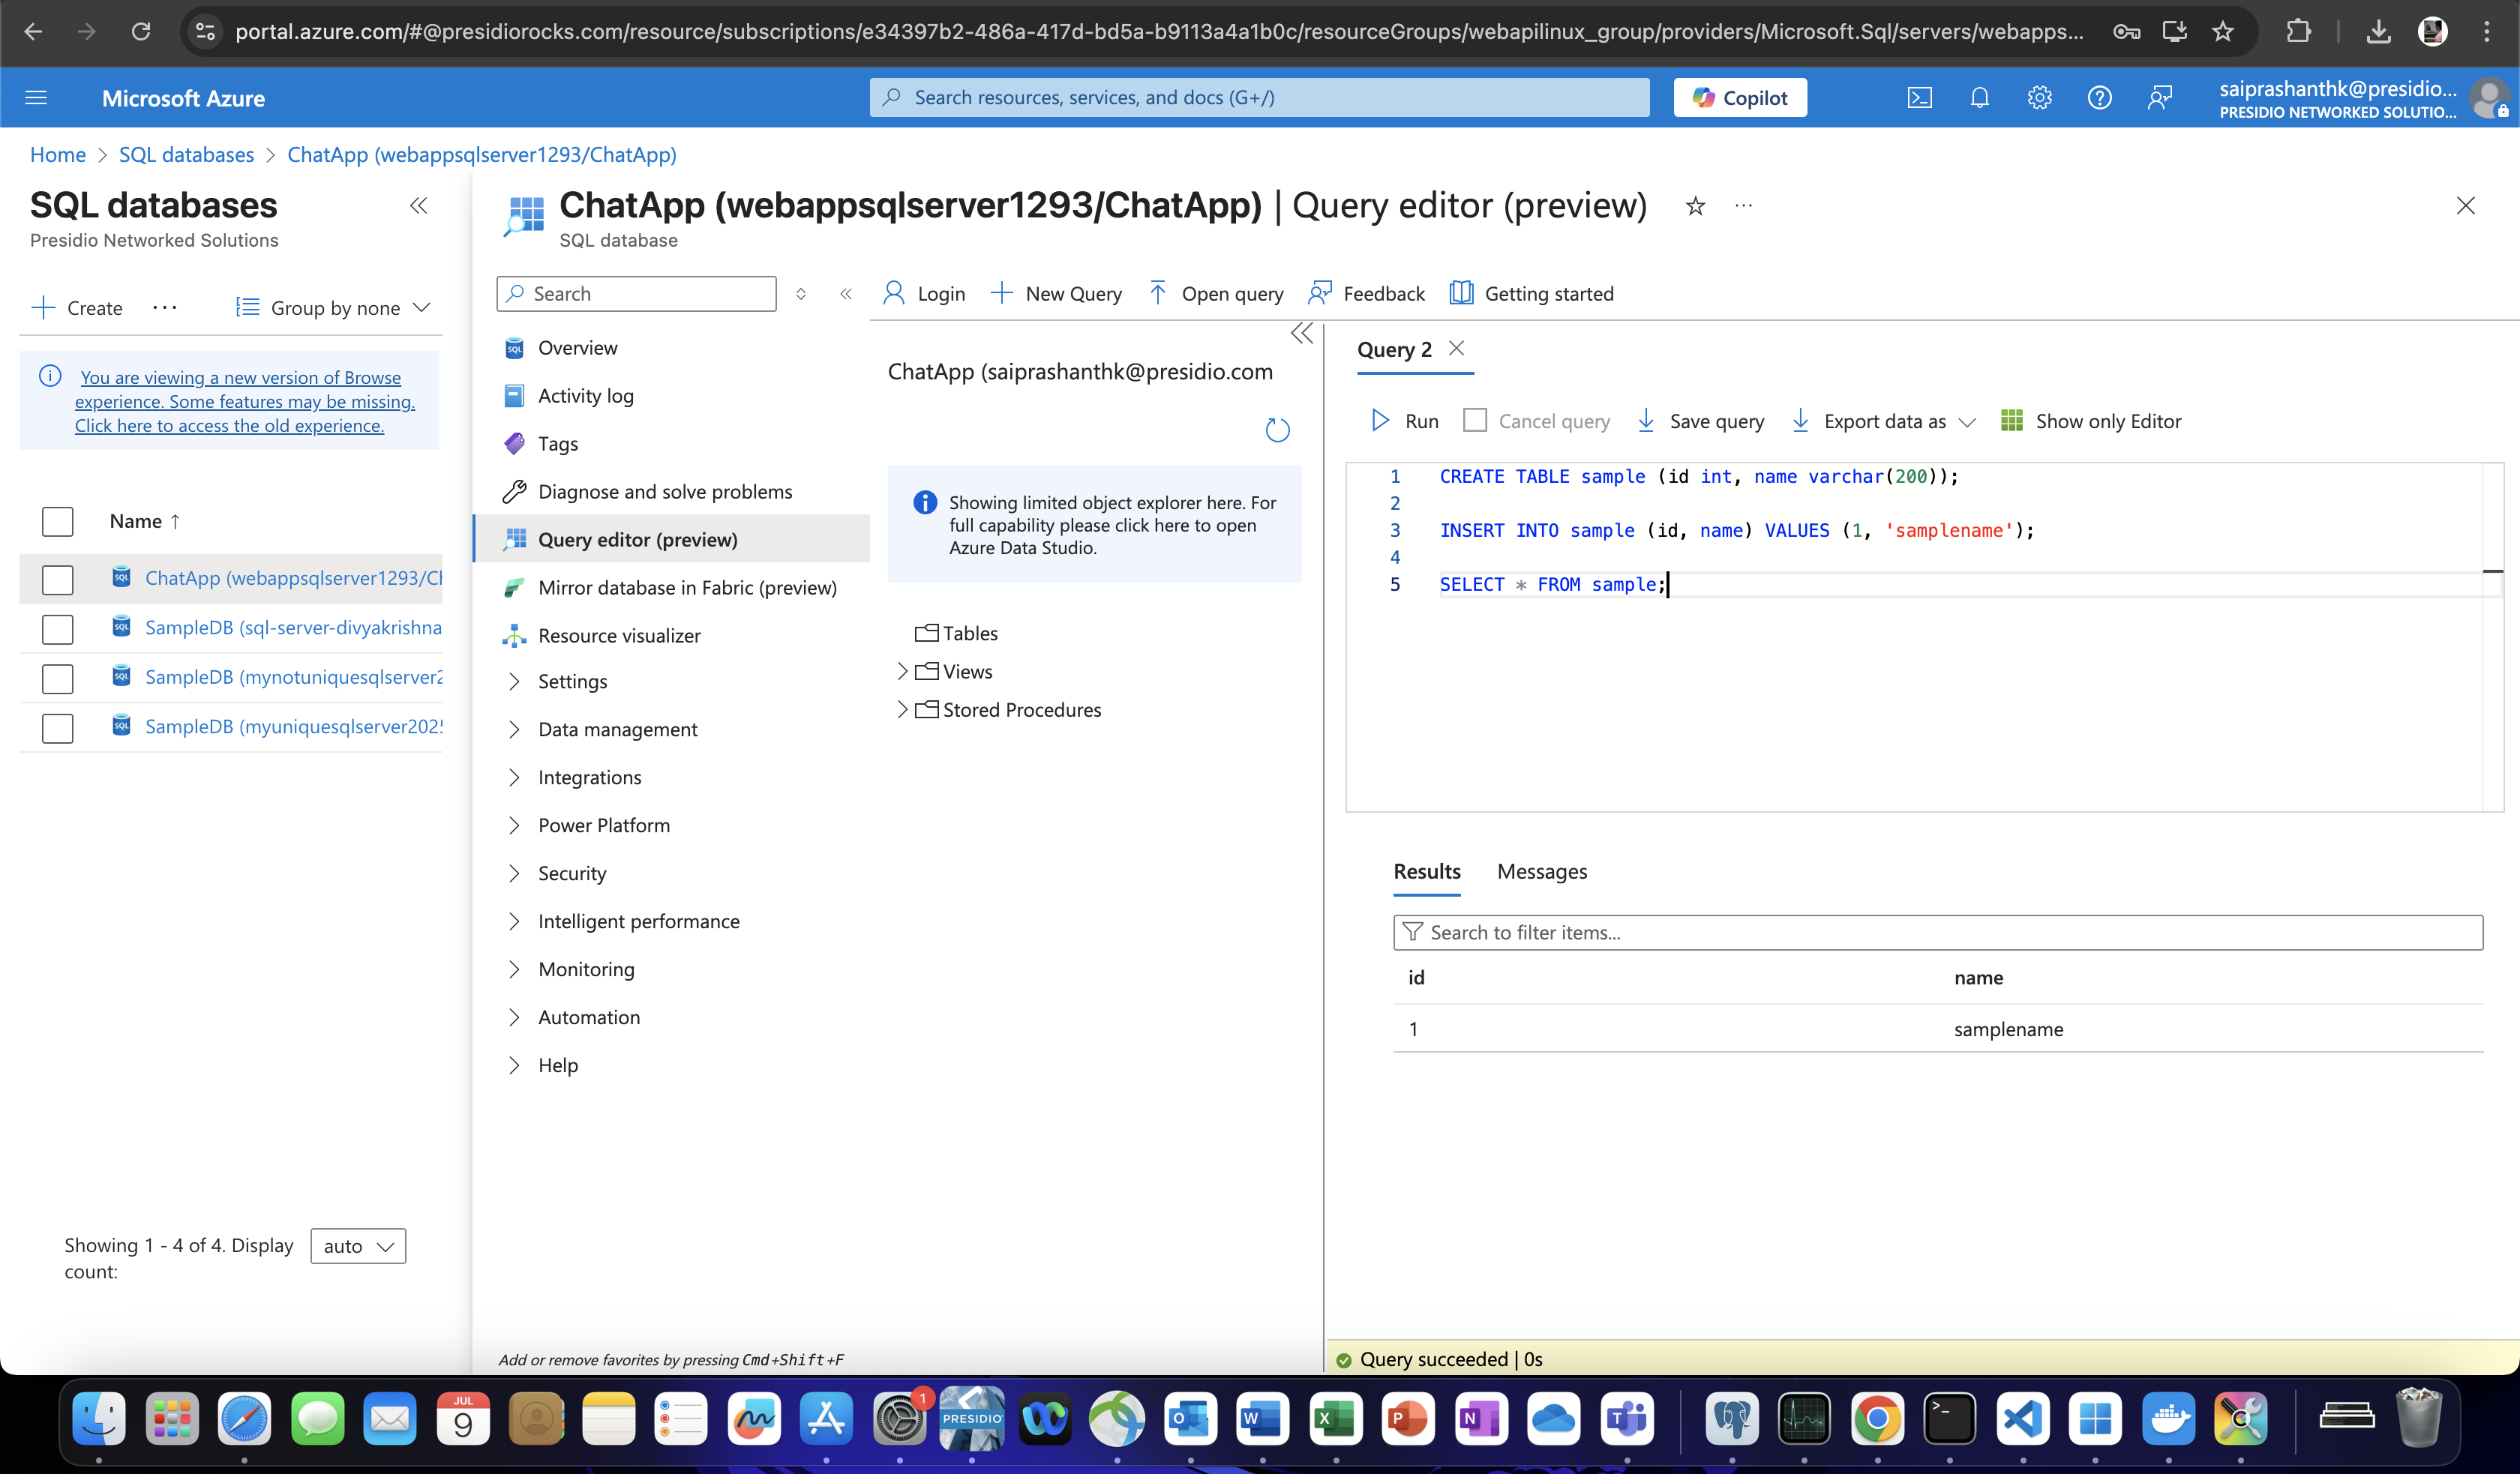 portal.azure.com/#@presidiorocks.com/resource/subscriptions/e34397b2-486a-417d-bd5a-b9113a4a1b0c/resourceGroups/webapilinux_group/providers/Microsoft.Sql/servers/webapps...
Microsoft Azure
Search resources, services, and docs (G+/)
Copilot
saiprashanthk@presidio...
PRESIDIO NETWORKED SOLUTIO...
Home > SQL databases > ChatApp (webappsqlserver1293/ChatApp)
SQL databases
Presidio Networked Solutions
Create
Group by none
You are viewing a new version of Browse
experience. Some features may be missing.
Click here to access the old experience.
Name ↑
ChatApp (webappsqlserver1293/Ch
SampleDB (sql-server-divyakrishna
SampleDB (mynotuniquesqlserver2
SampleDB (myuniquesqlserver2025
Showing 1 - 4 of 4. Display
count:
auto
ChatApp (webappsqlserver1293/ChatApp) | Query editor (preview)
SQL database
Search
Overview
Activity log
Tags
Diagnose and solve problems
Query editor (preview)
Mirror database in Fabric (preview)
Resource visualizer
Settings
Data management
Integrations
Power Platform
Security
Intelligent performance
Monitoring
Automation
Help
Add or remove favorites by pressing Cmd+Shift+F
Login
New Query
Open query
Feedback
Getting started
ChatApp (saiprashanthk@presidio.com
Showing limited object explorer here. For
full capability please click here to open
Azure Data Studio.
Tables
Views
Stored Procedures
Query 2
Run
Cancel query
Save query
Export data as
Show only Editor
1 CREATE TABLE sample (id int, name varchar(200));
2
3 INSERT INTO sample (id, name) VALUES (1, 'samplename');
4
5 SELECT * FROM sample;
Results
Messages
Search to filter items...
id name
1 samplename
Query succeeded | 0s
JUL
9
1
PRESIDIO